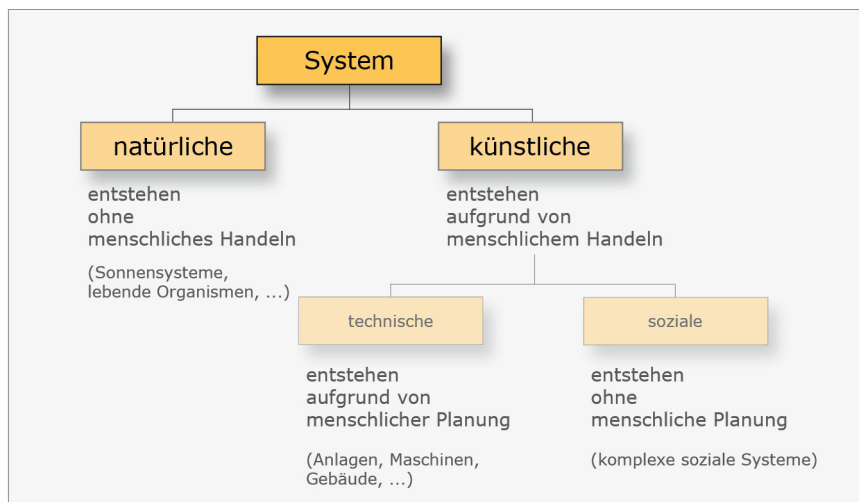 System
natürliche
künstliche
entstehen
ohne
menschliches Handeln
(Sonnensysteme,
lebende Organismen, ...)
entstehen
aufgrund von
menschlichem Handeln
technische
soziale
entstehen
aufgrund von
menschlicher Planung
(Anlagen, Maschinen,
Gebäude, ...)
entstehen
ohne
menschliche Planung
(komplexe soziale Systeme)